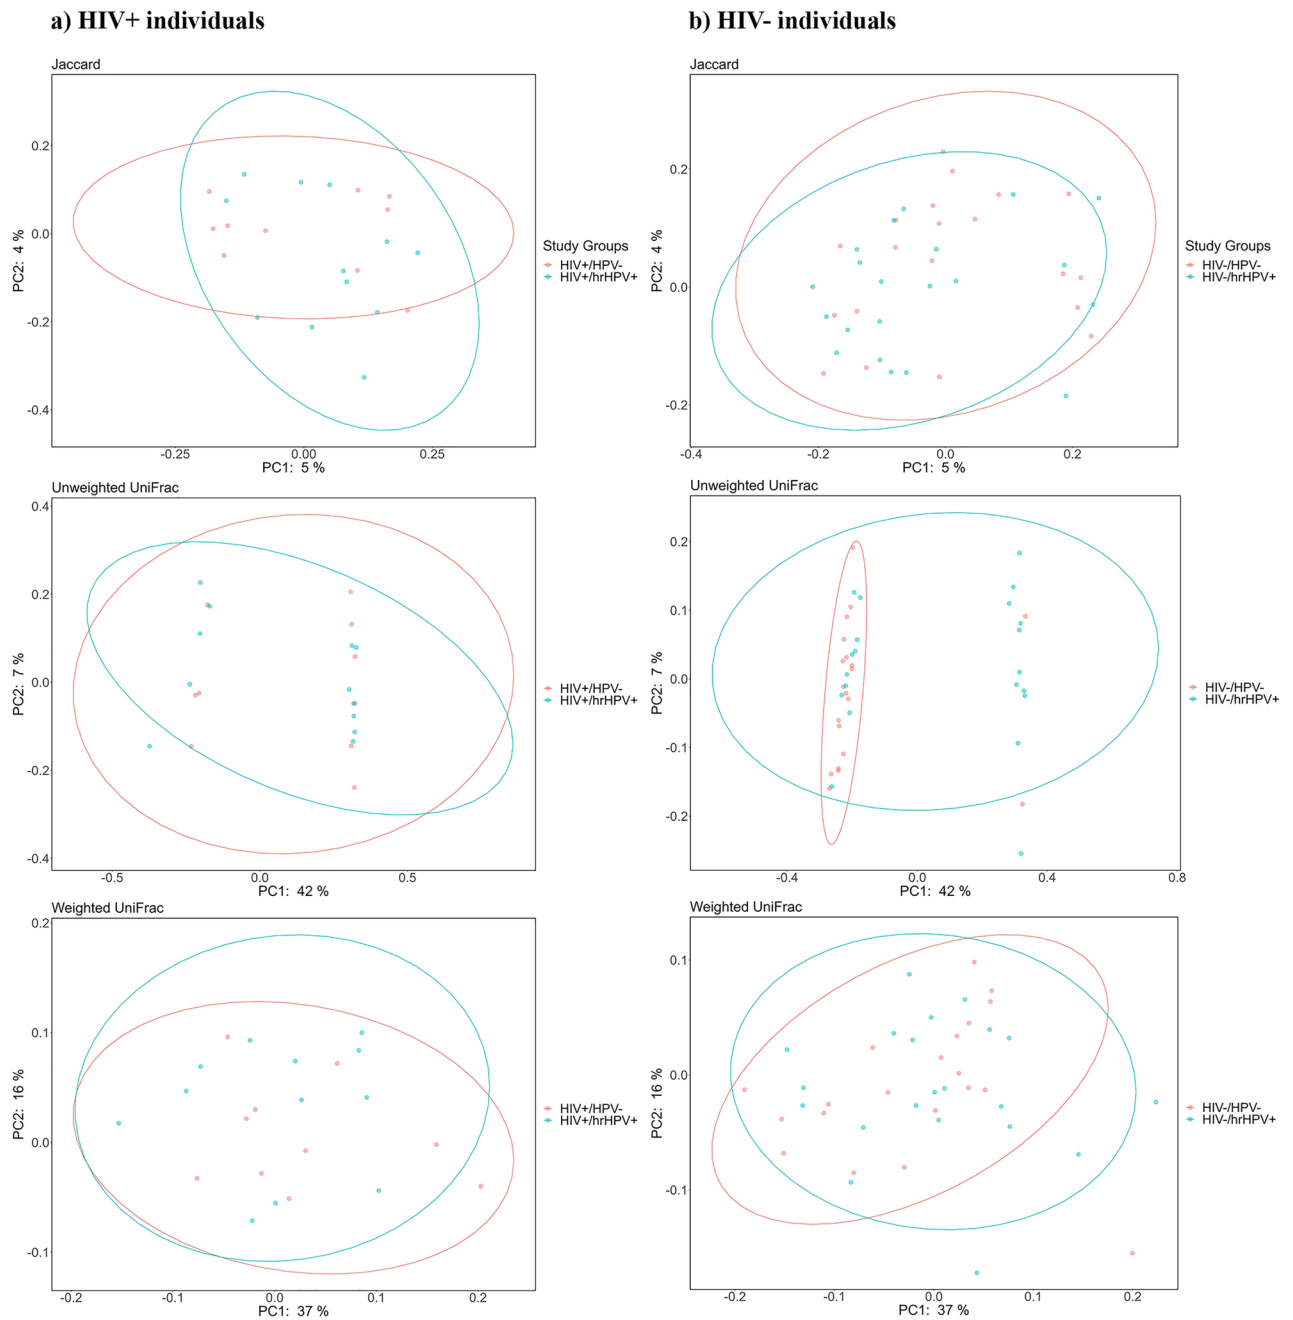 a) HIV+ individuals
Jaccard
0.2
0.0
-0.2
-0.4
PC2: 4 %
-0.25
0.00
0.25
PC1: 5 %
Study Groups
HIV+/HPV-
HIV+/hrHPV+
Unweighted UniFrac
0.4
0.2
0.0
-0.2
-0.4
PC2: 7 %
-0.5
0.0
0.5
PC1: 42 %
HIV+/HPV-
HIV+/hrHPV+
Weighted UniFrac
0.2
0.1
0.0
-0.1
PC2: 16 %
-0.2
-0.1
0.0
0.1
0.2
PC1: 37 %
HIV+/HPV-
HIV+/hrHPV+
b) HIV- individuals
Jaccard
0.2
0.0
-0.2
PC2: 4 %
-0.4
-0.2
0.0
0.2
PC1: 5 %
Study Groups
HIV-/HPV-
HIV-/hrHPV+
Unweighted UniFrac
0.2
0.1
0.0
-0.1
-0.2
PC2: 7 %
-0.4
0.0
0.4
0.8
PC1: 42 %
HIV-/HPV-
HIV-/hrHPV+
Weighted UniFrac
0.1
0.0
-0.1
PC2: 16 %
-0.2
-0.1
0.0
0.1
0.2
PC1: 37 %
HIV-/HPV-
HIV-/hrHPV+